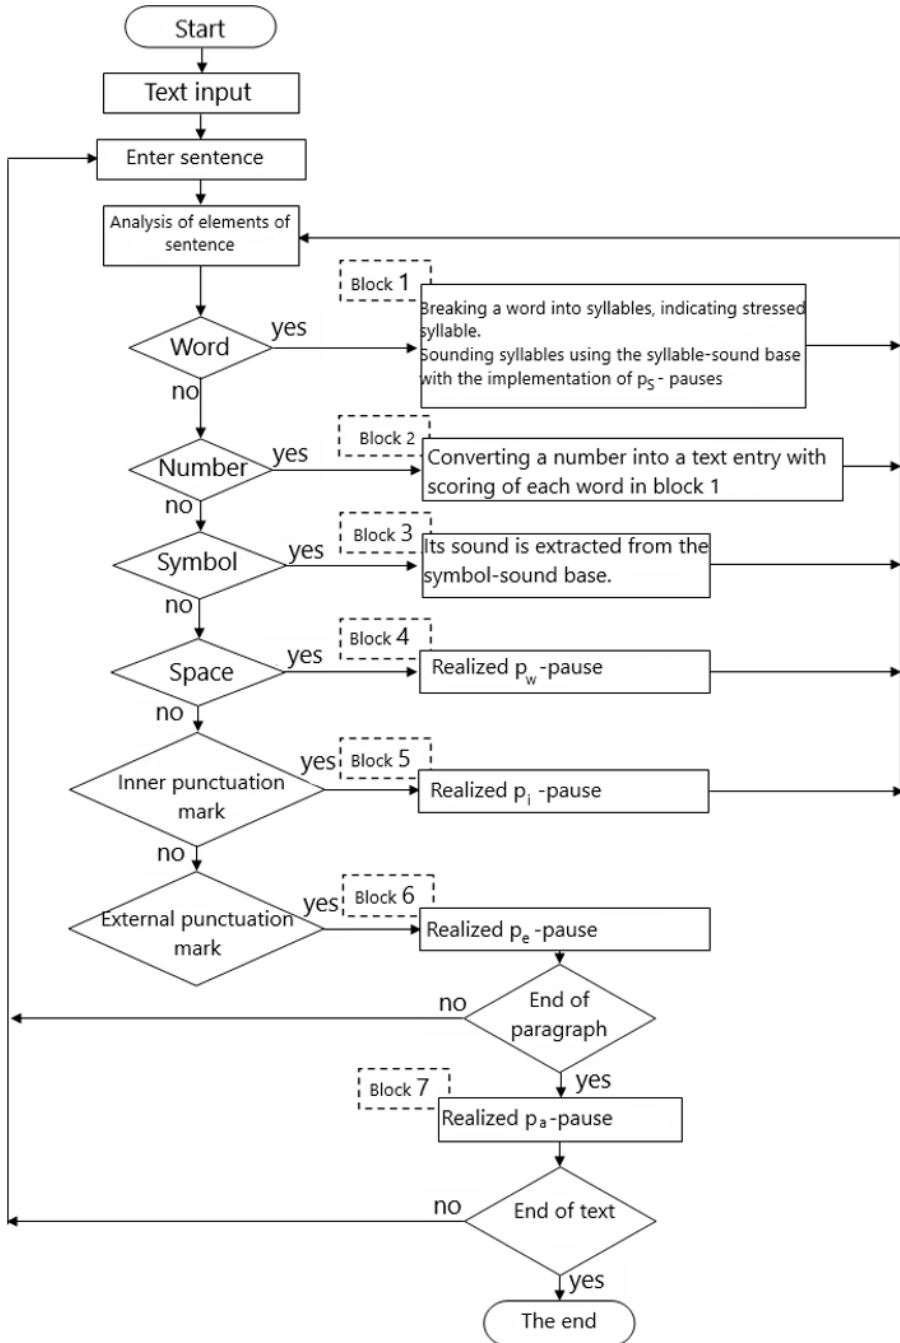 Start
Text input
Enter sentence
Analysis of elements of
sentence
Block 1
Word
yes
Breaking a word into syllables, indicating stressed
syllable.
Sounding syllables using the syllable-sound base
with the implementation of pS - pauses
no
Block 2
Number
yes
Converting a number into a text entry with
scoring of each word in block 1
no
Block 3
Symbol
yes
Its sound is extracted from the
symbol-sound base.
no
Block 4
Space
yes
Realized pw -pause
no
Block 5
Inner punctuation
mark
yes
Realized pi -pause
no
Block 6
External punctuation
mark
yes
Realized pe -pause
End of
paragraph
no
yes
Block 7
Realized pa-pause
End of text
no
yes
The end